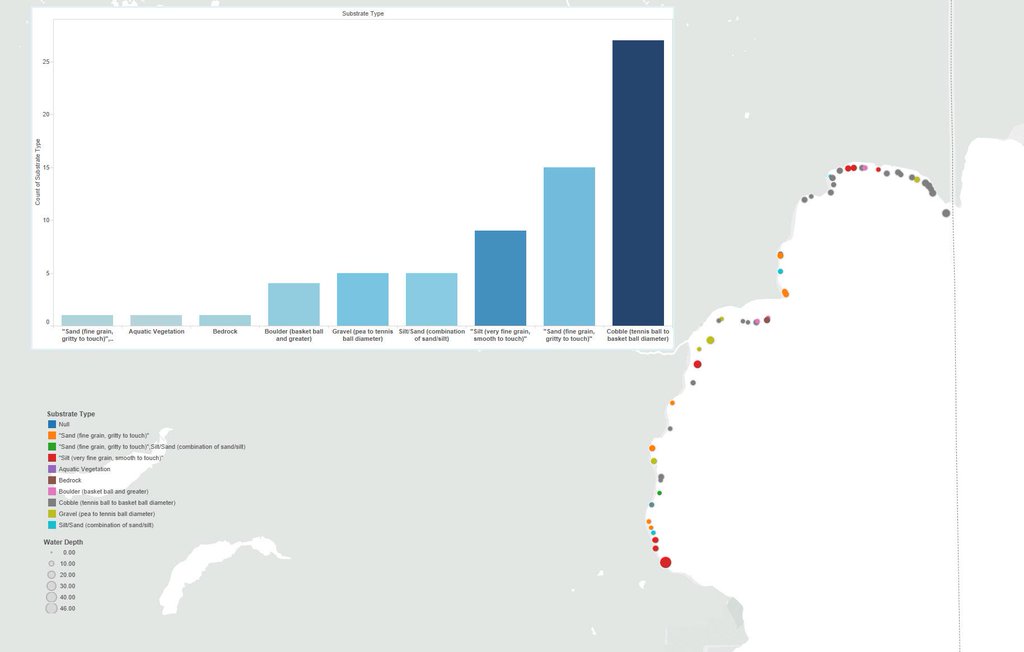 Substrate Type
Count of Substrate Type
25
20
15
10
5
0
"Sand (fine grain,
gritty to touch)",..
Aquatic Vegetation
Bedrock
Boulder (basket ball
and greater)
Gravel (pea to tennis
ball diameter)
Silt/Sand (combination
of sand/silt)
"Silt (very fine grain,
smooth to touch)"
"Sand (fine grain,
gritty to touch)"
Cobble (tennis ball to
basket ball diameter)
Substrate Type
Null
"Sand (fine grain, gritty to touch)"
"Sand (fine grain, gritty to touch)",Silt/Sand (combination of sand/silt)
"Silt (very fine grain, smooth to touch)"
Aquatic Vegetation
Bedrock
Boulder (basket ball and greater)
Cobble (tennis ball to basket ball diameter)
Gravel (pea to tennis ball diameter)
Silt/Sand (combination of sand/silt)
Water Depth
0.00
10.00
20.00
30.00
40.00
46.00